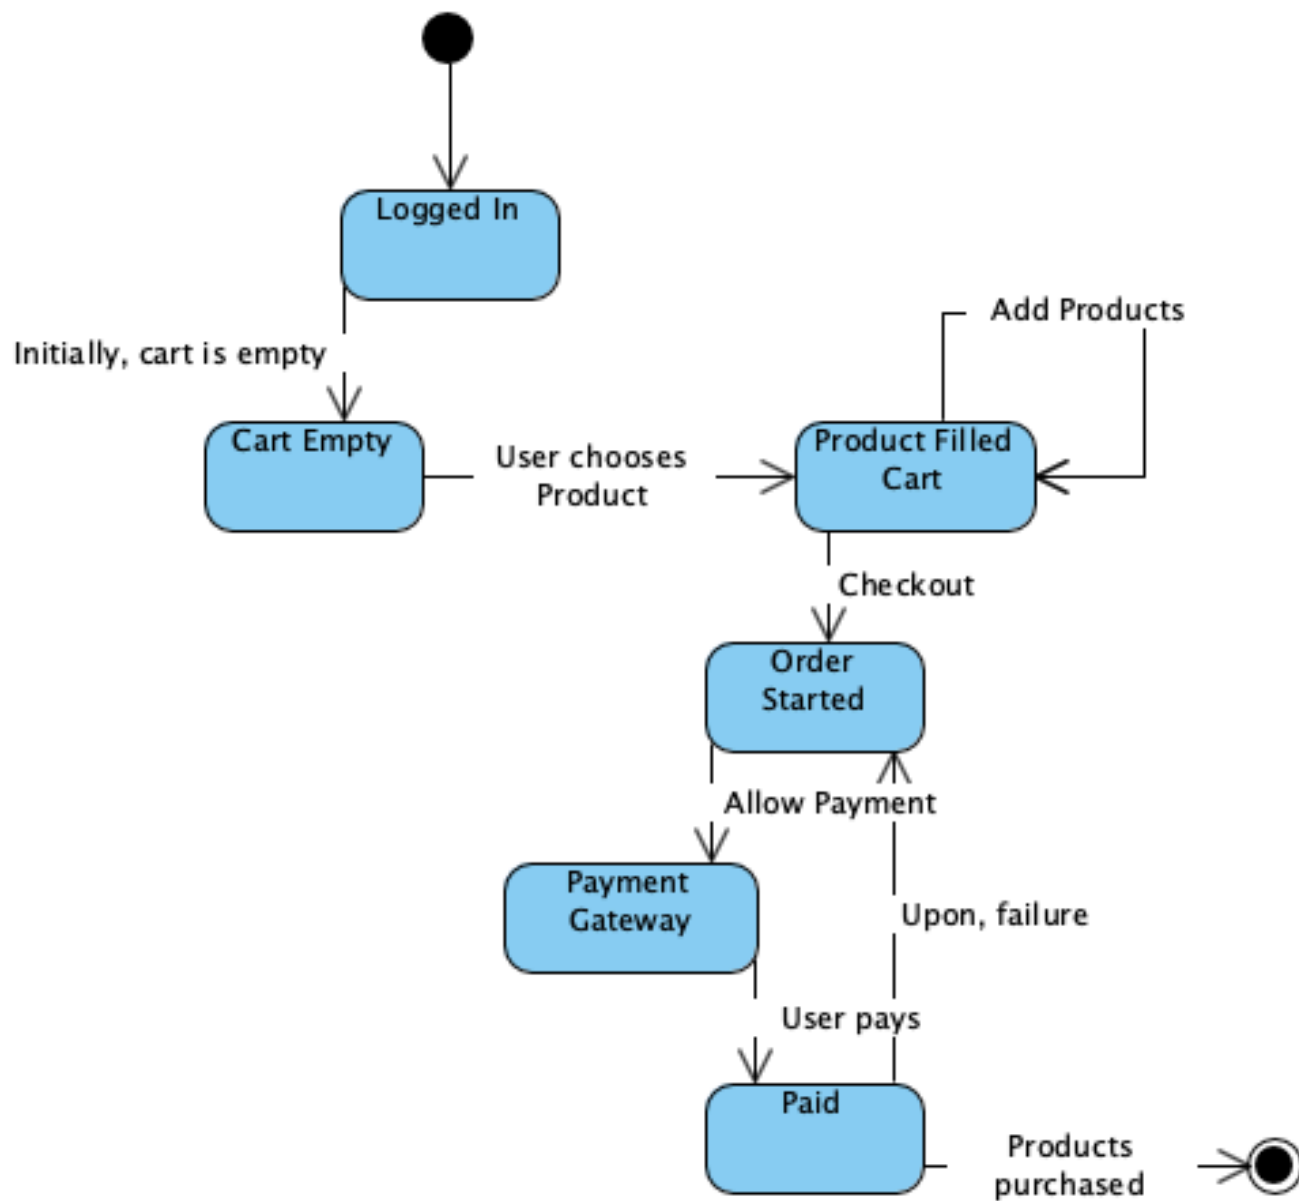 Logged In
Add Products
Initially, cart is empty
Cart Empty
User chooses
Product
Product Filled
Cart
Checkout
Order
Started
Allow Payment
Payment
Gateway
Upon, failure
User pays
Paid
Products
purchased